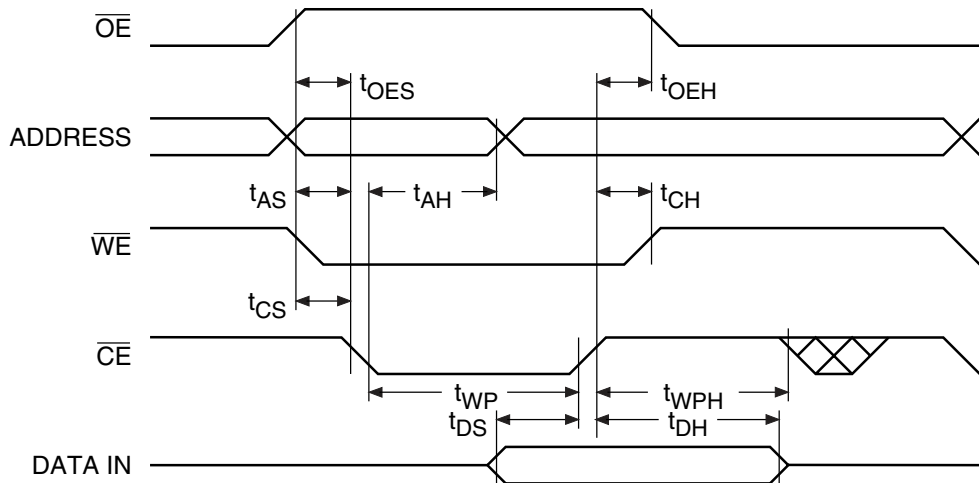 OE
tOES
tOEH
ADDRESS
tAS
tAH
tCH
WE
tCS
CE
tWP
tWPH
tDS
tDH
DATA IN